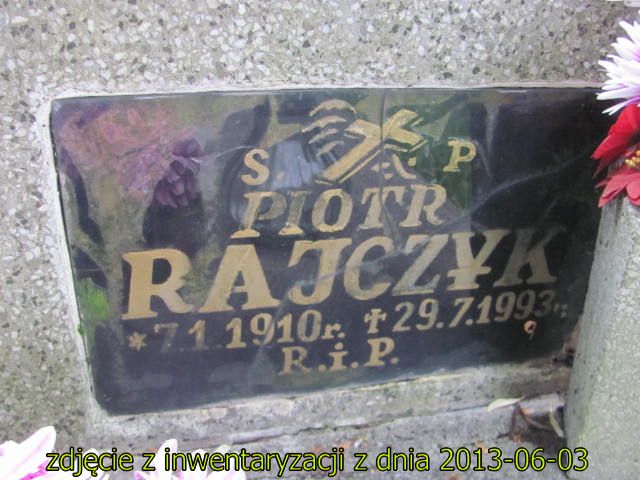 S. P
PIOTR
RAJCZYK
*7.1.1910r. †29.7.1993r.
R.i.P.
zdjęcie z inwentaryzacji z dnia 2013-06-03